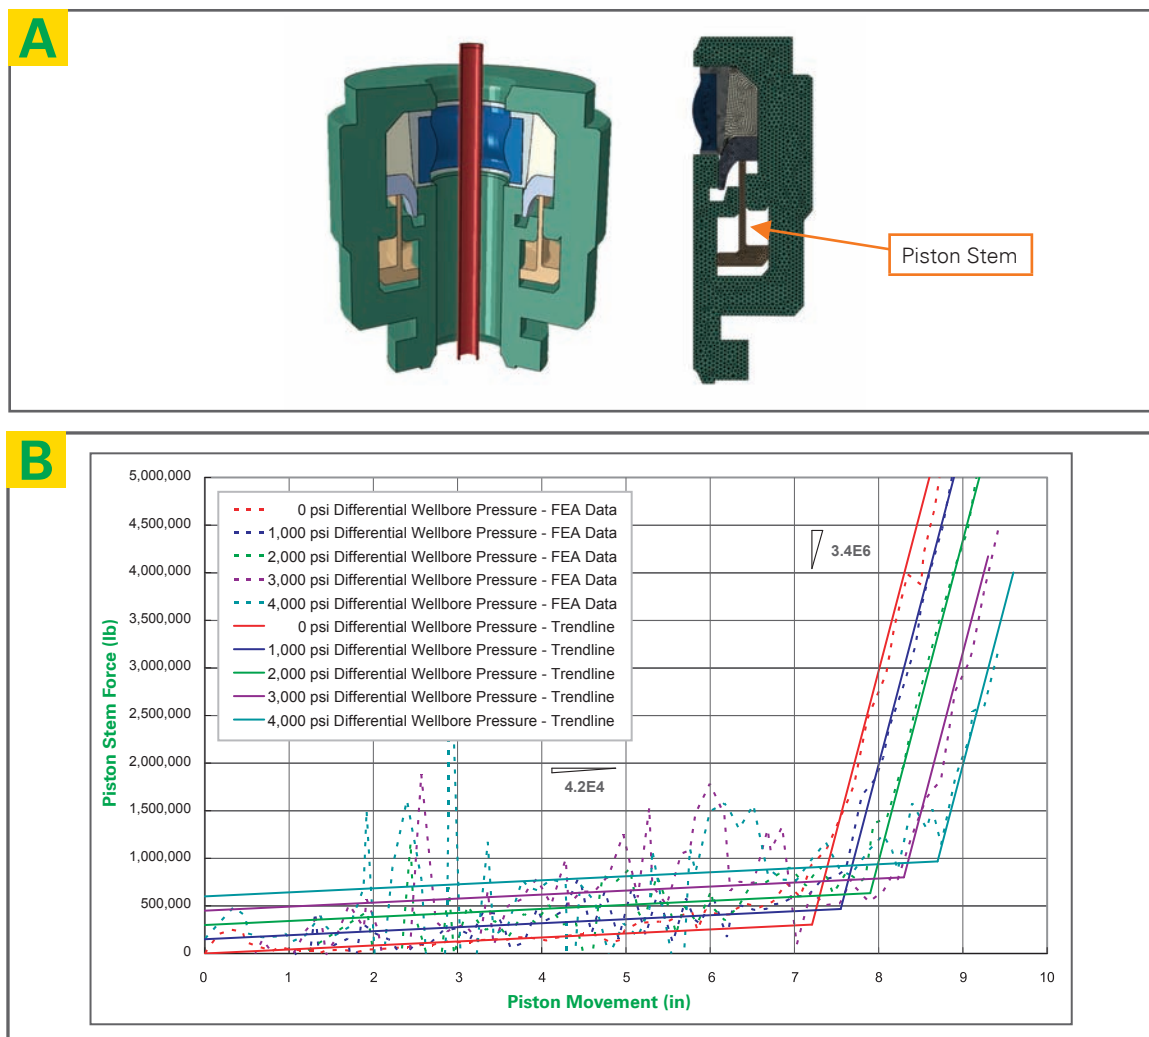 A
Piston Stem
B
Piston Stem Force (lb)
5,000,000
4,500,000
4,000,000
3,500,000
3,000,000
2,500,000
2,000,000
1,500,000
1,000,000
500,000
0
0 psi Differential Wellbore Pressure - FEA Data
1,000 psi Differential Wellbore Pressure - FEA Data
2,000 psi Differential Wellbore Pressure - FEA Data
3,000 psi Differential Wellbore Pressure - FEA Data
4,000 psi Differential Wellbore Pressure - FEA Data
0 psi Differential Wellbore Pressure - Trendline
1,000 psi Differential Wellbore Pressure - Trendline
2,000 psi Differential Wellbore Pressure - Trendline
3,000 psi Differential Wellbore Pressure - Trendline
4,000 psi Differential Wellbore Pressure - Trendline
3.4E6
4.2E4
0 1 2 3 4 5 6 7 8 9 10
Piston Movement (in)